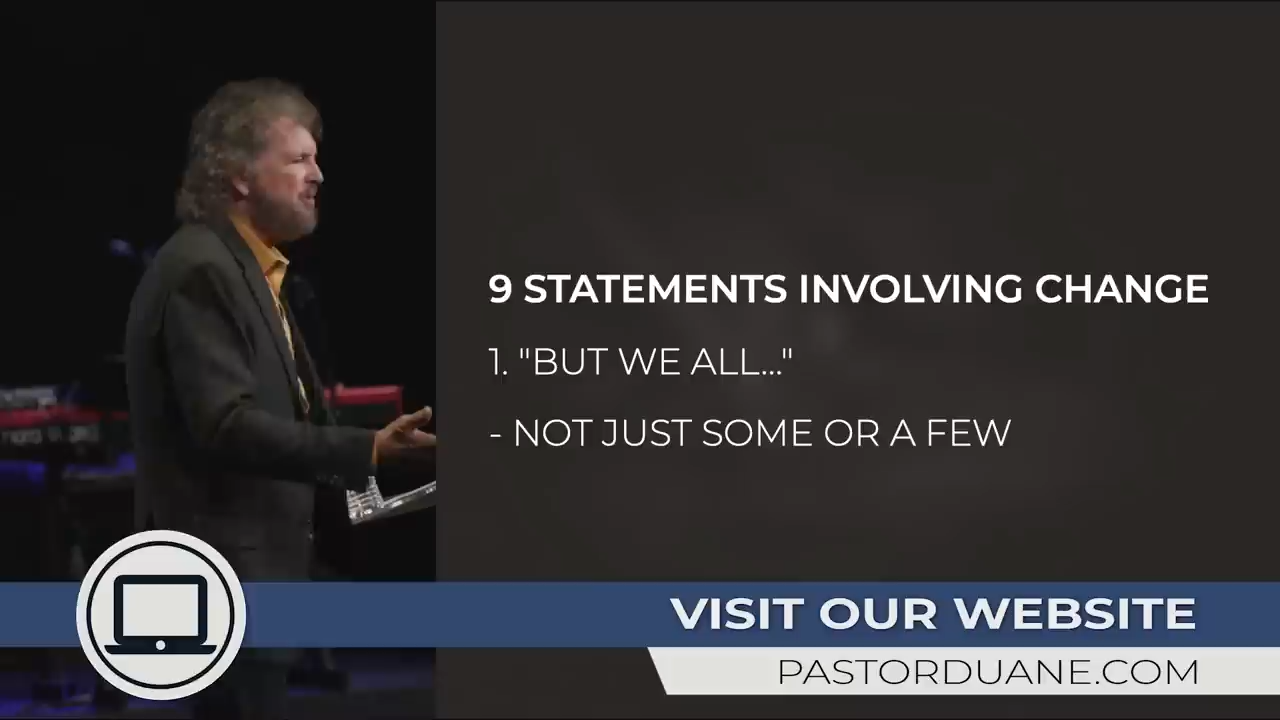 9 STATEMENTS INVOLVING CHANGE
1. "BUT WE ALL..."
- NOT JUST SOME OR A FEW
VISIT OUR WEBSITE
PASTORDUANE.COM